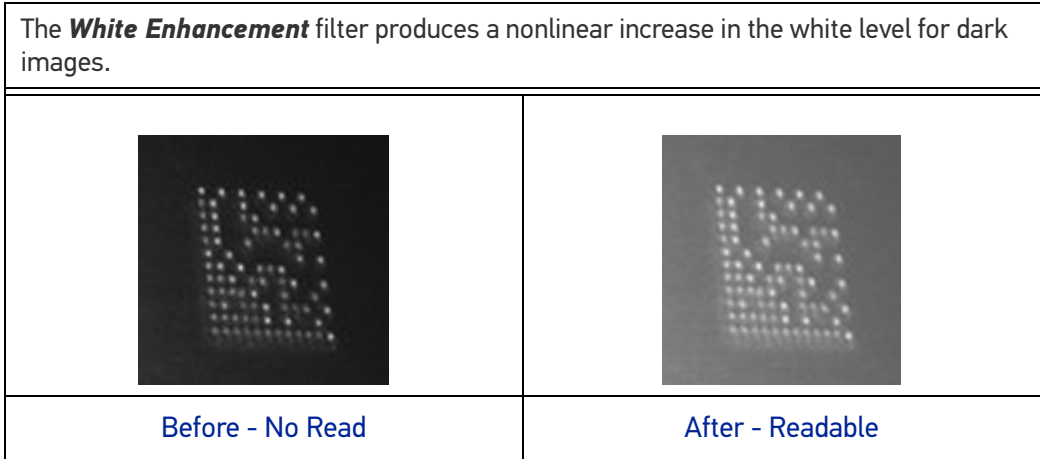 The White Enhancement filter produces a nonlinear increase in the white level for dark
images.
Before - No Read
After - Readable